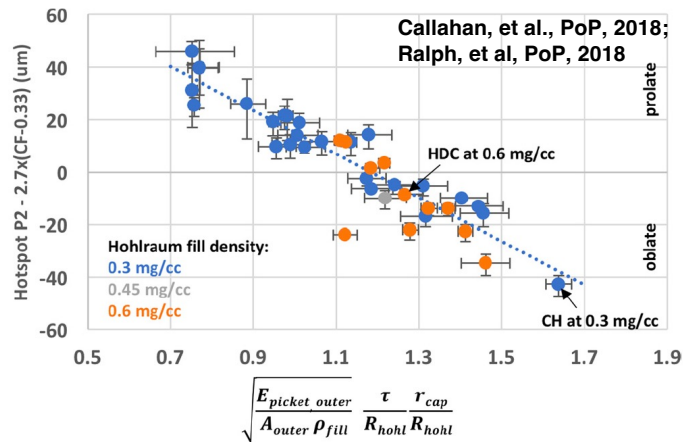 Callahan, et al., PoP, 2018;
Ralph, et al, PoP, 2018
Hotspot P2 - 2.7x(CF-0.33) (um)
60
40
20
0
-20
-40
-60
prolate
oblate
HDC at 0.6 mg/cc
Hohlraum fill density:
0.3 mg/cc
0.45 mg/cc
0.6 mg/cc
CH at 0.3 mg/cc
0.5 0.7 0.9 1.1 1.3 1.5 1.7 1.9
√(E_picket outer / A_outer ρ_fill) τ/R_hohl r_cap/R_hohl